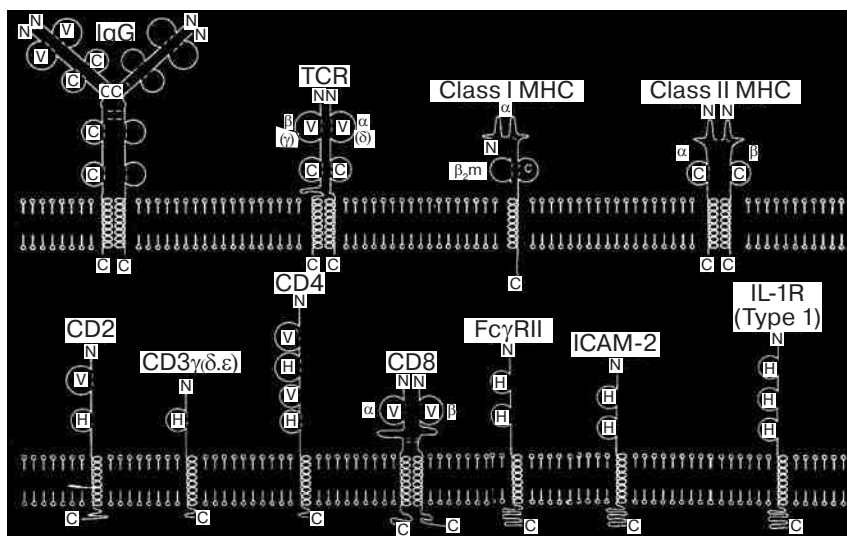 IgG
N
N
V
V
C
C
N
N
CC
C
C
C
C
TCR
NN
β
(γ)
V
V
α
(δ)
C
C
C
C
Class I MHC
α
N
β₂m
C
C
Class II MHC
N
N
α
β
C
C
C
C
CD2
N
V
H
C
CD3γ(δ.ε)
N
H
C
CD4
N
V
H
V
H
C
CD8
N
N
α
V
V
β
C
C
FcγRII
N
H
H
C
ICAM-2
N
H
H
C
IL-1R
(Type 1)
N
H
H
H
C